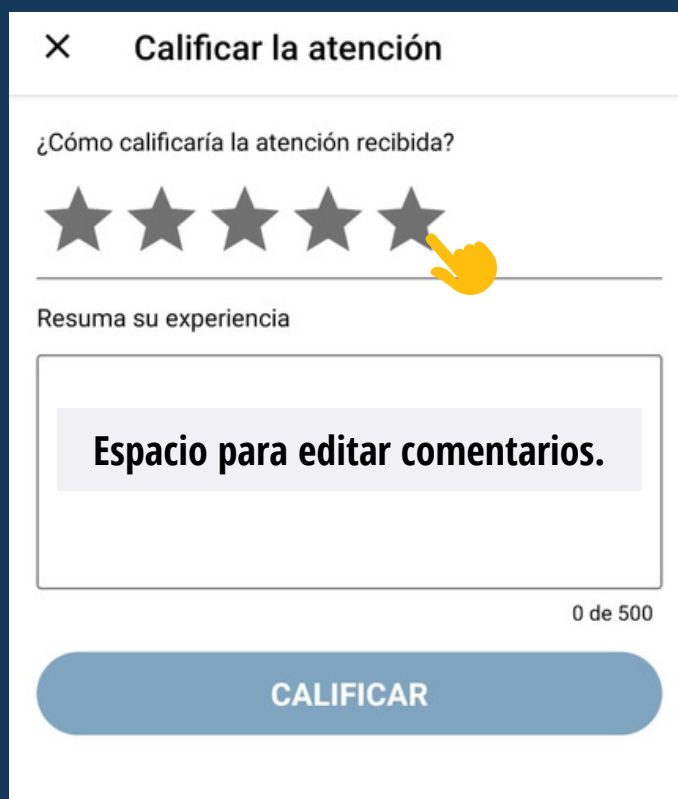 Calificar la atención
¿Cómo calificaría la atención recibida?
Resuma su experiencia
Espacio para editar comentarios.
0 de 500
CALIFICAR